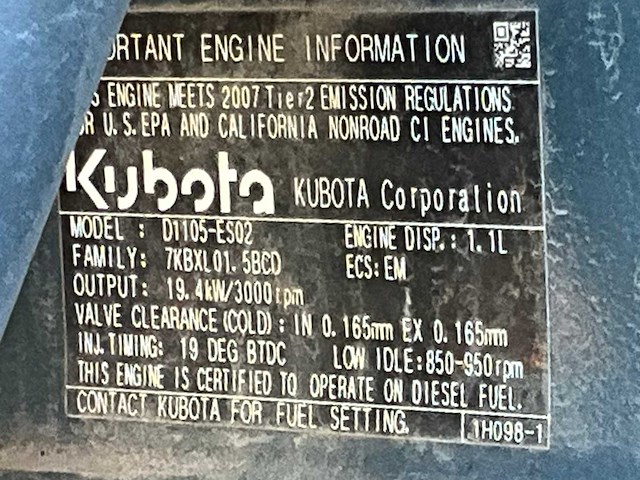 ORTANT ENGINE INFORMATION
S ENGINE MEETS 2007 Tier2 EMISSION REGULATIONS
R U.S. EPA AND CALIFORNIA NONROAD CI ENGINES.
Kubota KUBOTA Corporation
MODEL : D1105-ES02 ENGINE DISP.: 1.1L
FAMILY: 7KBXL01.5BCD ECS: EM
OUTPUT: 19.4kW/3000rpm
VALVE CLEARANCE(COLD) : IN 0.165mm EX 0.165mm
INJ.TIMING: 19 DEG BTDC LOW IDLE:850-950rpm
THIS ENGINE IS CERTIFIED TO OPERATE ON DIESEL FUEL.
CONTACT KUBOTA FOR FUEL SETTING. 1H098-1